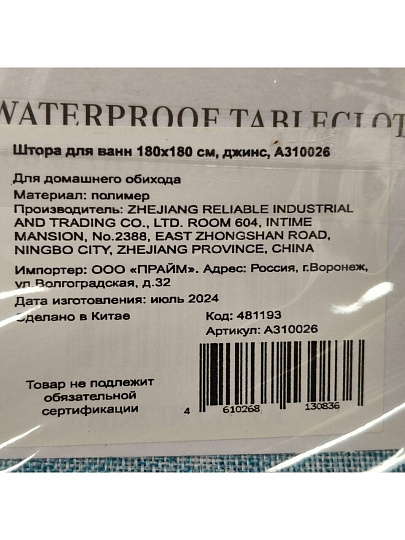 WATERPROOF TABLECLOT
Штора для ванн 180х180 см, джинс, А310026
Для домашнего обихода
Материал: полимер
Производитель: ZHEJIANG RELIABLE INDUSTRIAL
AND TRADING CO., LTD. ROOM 604, INTIME
MANSION, No.2388, EAST ZHONGSHAN ROAD,
NINGBO CITY, ZHEJIANG PROVINCE, CHINA
Импортер: ООО «ПРАЙМ». Адрес: Россия, г.Воронеж,
ул.Волгоградская, д.32
Дата изготовления: июль 2024
Сделано в Китае
Код: 481193
Артикул: А310026
Товар не подлежит
обязательной
сертификации
4 610268 130836